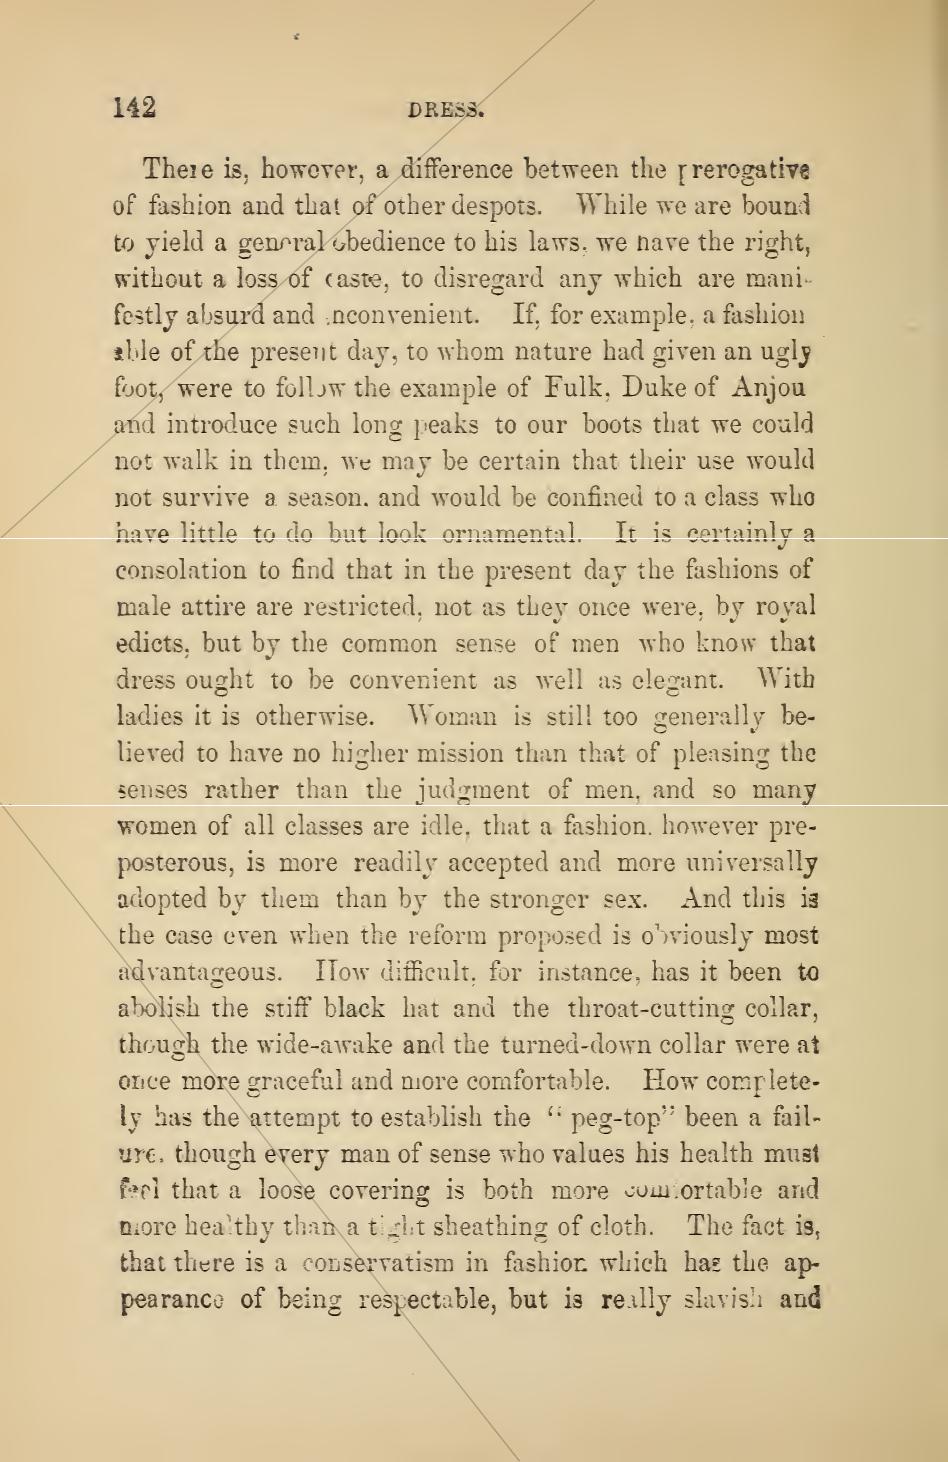 142 DRESS.
There is, however, a difference between the prerogative
of fashion and that of other despots. While we are bound
to yield a general obedience to his laws, we have the right,
without a loss of caste, to disregard any which are mani-
festly absurd and inconvenient. If, for example, a fashion
able of the present day, to whom nature had given an ugly
foot, were to follow the example of Fulk, Duke of Anjou
and introduce such long peaks to our boots that we could
not walk in them, we may be certain that their use would
not survive a season, and would be confined to a class who
have little to do but look ornamental. It is certainly a
consolation to find that in the present day the fashions of
male attire are restricted, not as they once were, by royal
edicts, but by the common sense of men who know that
dress ought to be convenient as well as elegant. With
ladies it is otherwise. Woman is still too generally be-
lieved to have no higher mission than that of pleasing the
senses rather than the judgment of men, and so many
women of all classes are idle, that a fashion, however pre-
posterous, is more readily accepted and more universally
adopted by them than by the stronger sex. And this is
the case even when the reform proposed is obviously most
advantageous. How difficult, for instance, has it been to
abolish the stiff black hat and the throat-cutting collar,
though the wide-awake and the turned-down collar were at
once more graceful and more comfortable. How complete-
ly has the attempt to establish the "peg-top" been a fail-
ure, though every man of sense who values his health must
feel that a loose covering is both more comfortable and
more healthy than a tight sheathing of cloth. The fact is,
that there is a conservatism in fashion which has the ap-
pearance of being respectable, but is really slavish and